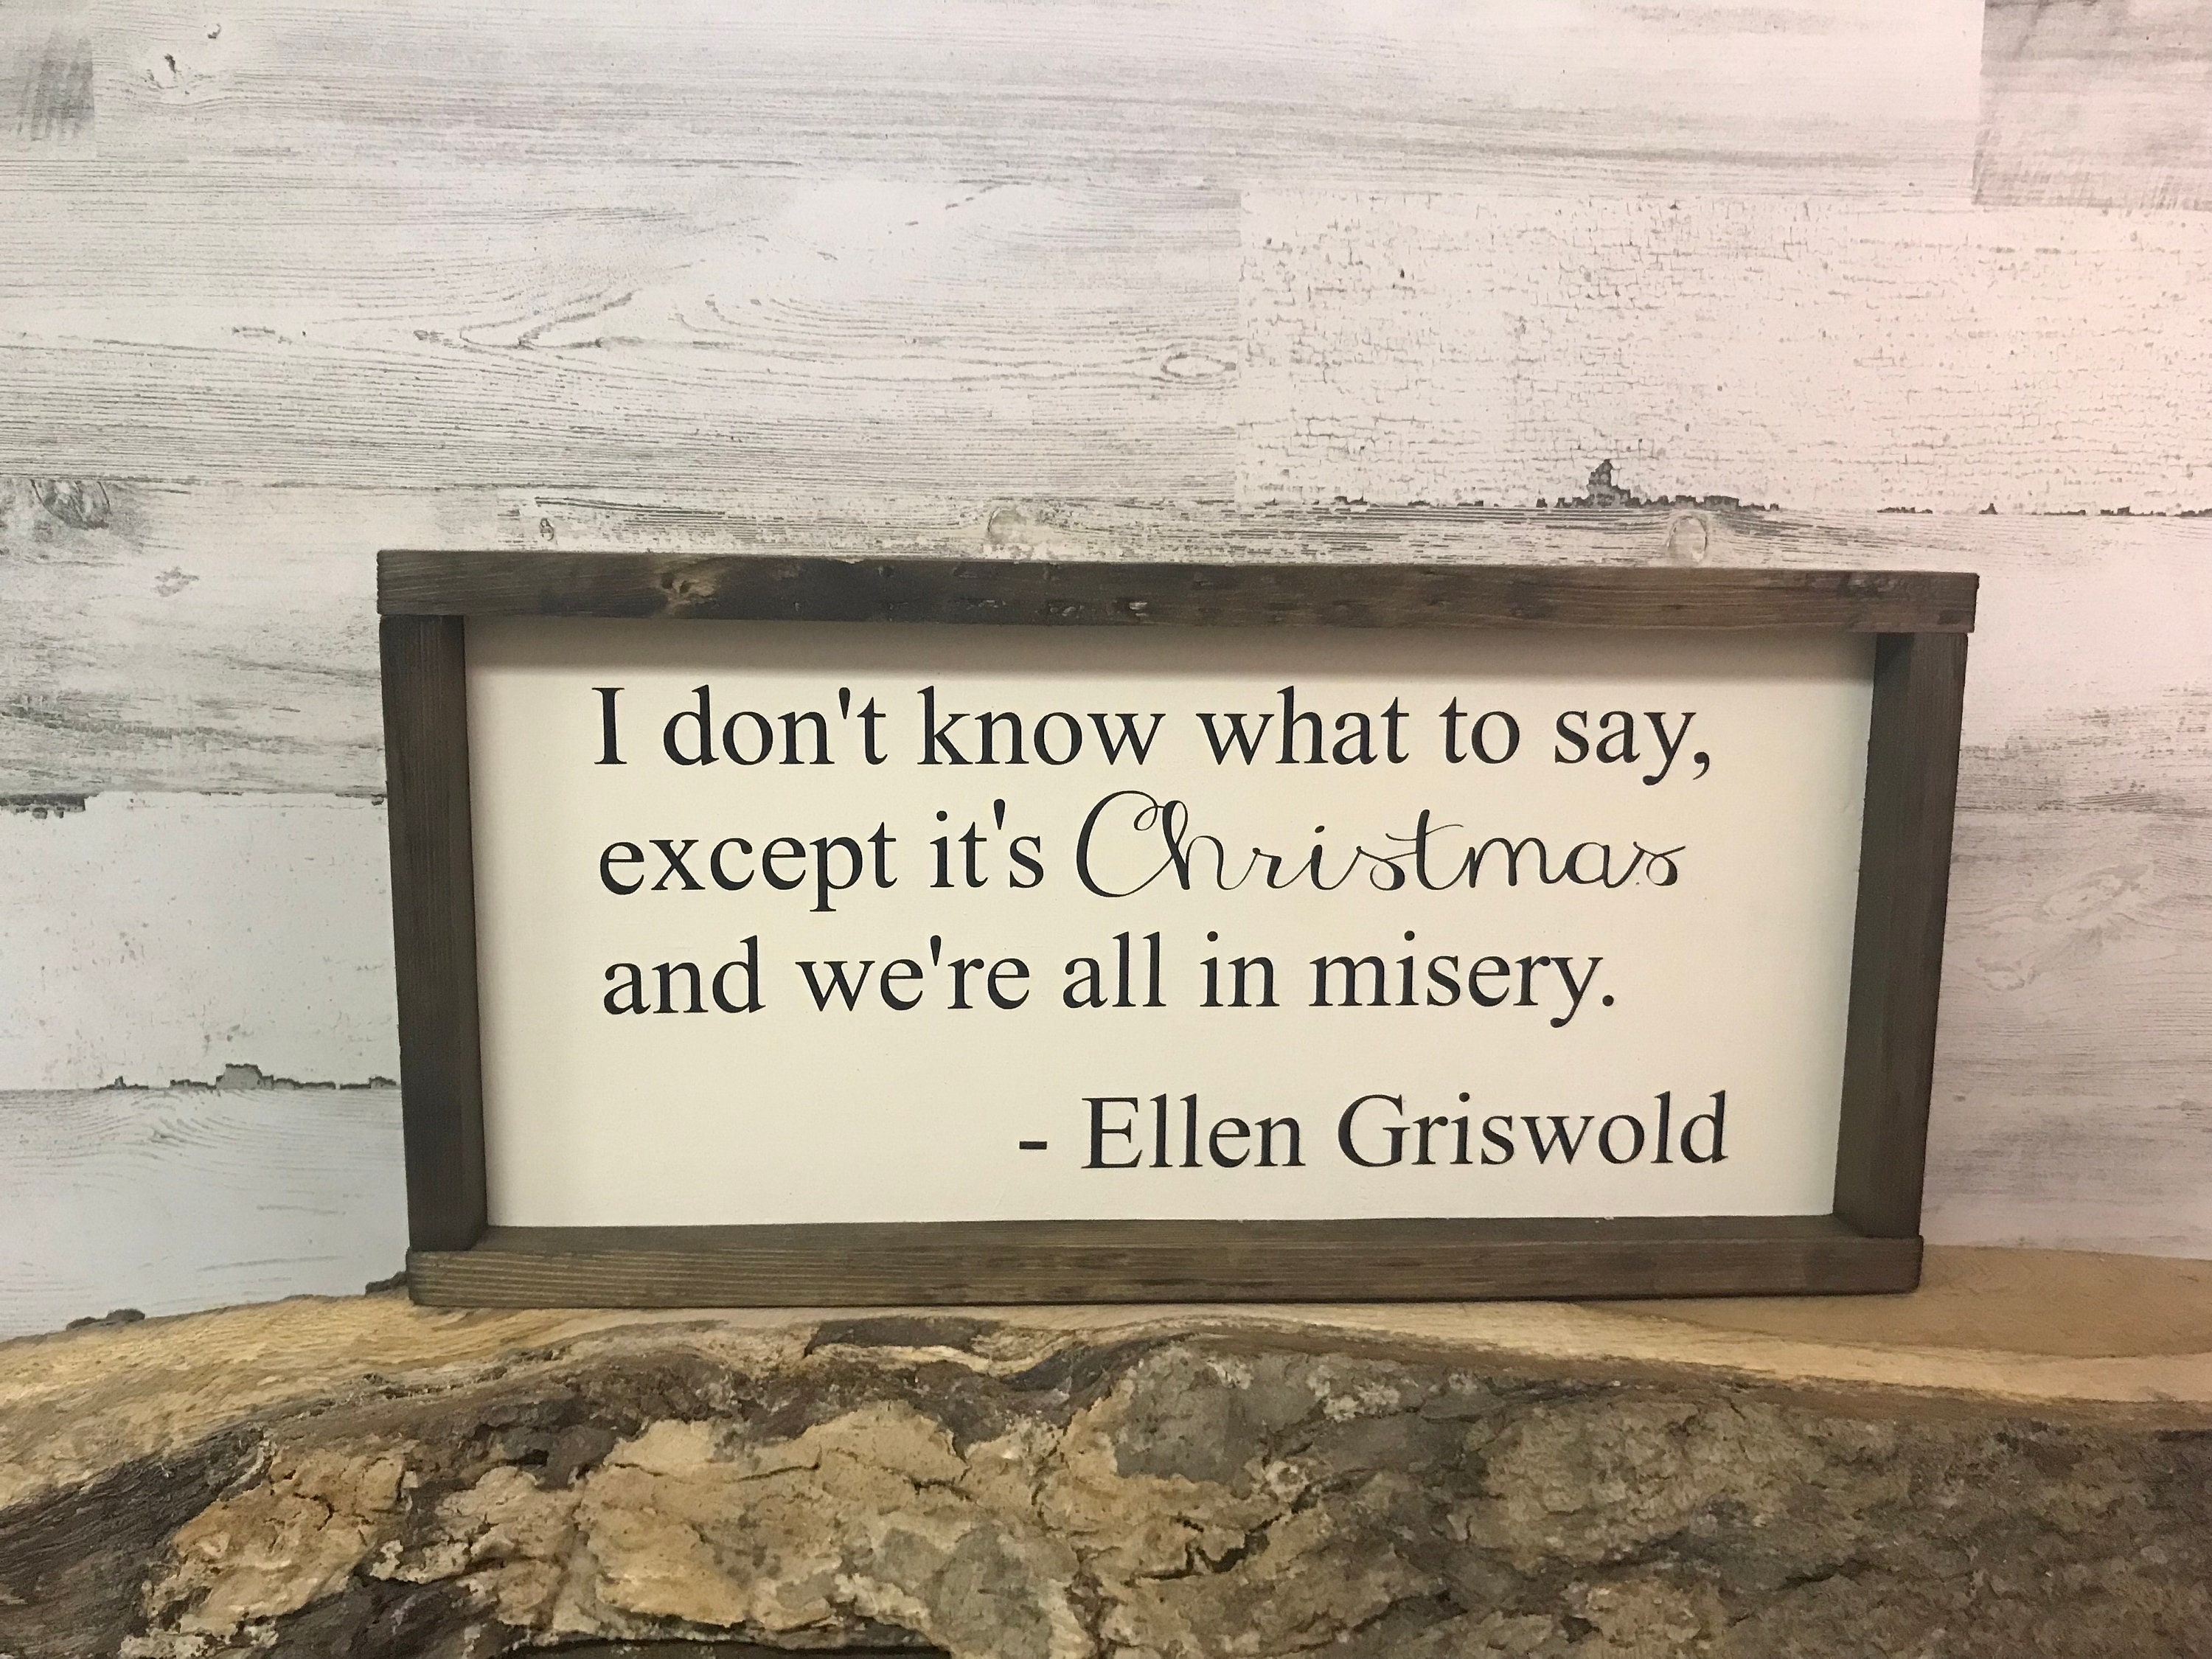 I don't know what to say,
except it's Christmas
and we're all in misery.
- Ellen Griswold